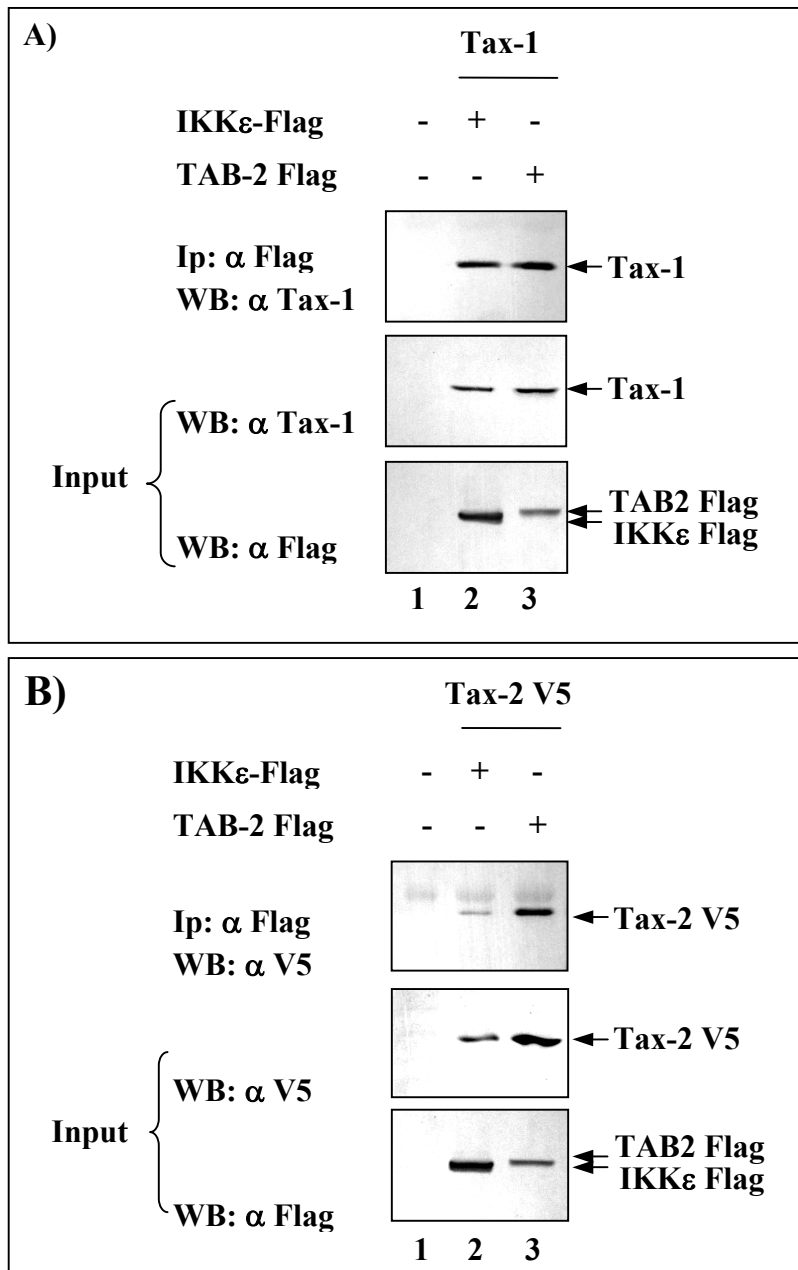 A)
Tax-1
IKKε-Flag - + -
TAB-2 Flag - - +
Ip: α Flag
WB: α Tax-1
Tax-1
WB: α Tax-1
Tax-1
Input
WB: α Flag
TAB2 Flag
IKKε Flag
1 2 3
B)
Tax-2 V5
IKKε-Flag - + -
TAB-2 Flag - - +
Ip: α Flag
WB: α V5
Tax-2 V5
WB: α V5
Tax-2 V5
Input
WB: α Flag
TAB2 Flag
IKKε Flag
1 2 3